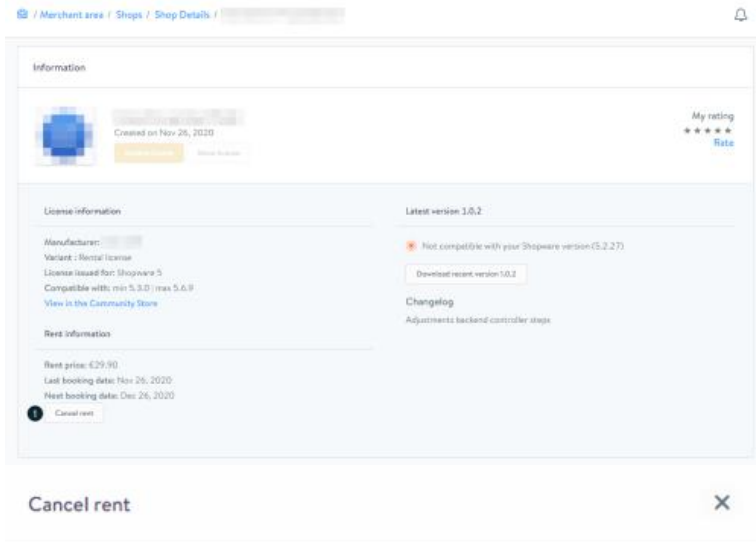 / Merchant area / Shops / Shop Details /
Information
Created on Nov 26, 2020
My rating
★★★★★
Rate
License information
Manufacturer:
Variant : Rental license
License issued for: Shopware 5
Compatible with: min 5.3.0 | max 5.6.9
View in the Community Store
Rent information
Rent price: €29.90
Last booking date: Nov 26, 2020
Next booking date: Dec 26, 2020
1 Cancel rent
Latest version 1.0.2
Not compatible with your Shopware version (5.2.27)
Download recent version 1.0.2
Changelog
Adjustments backend controller steps
Cancel rent